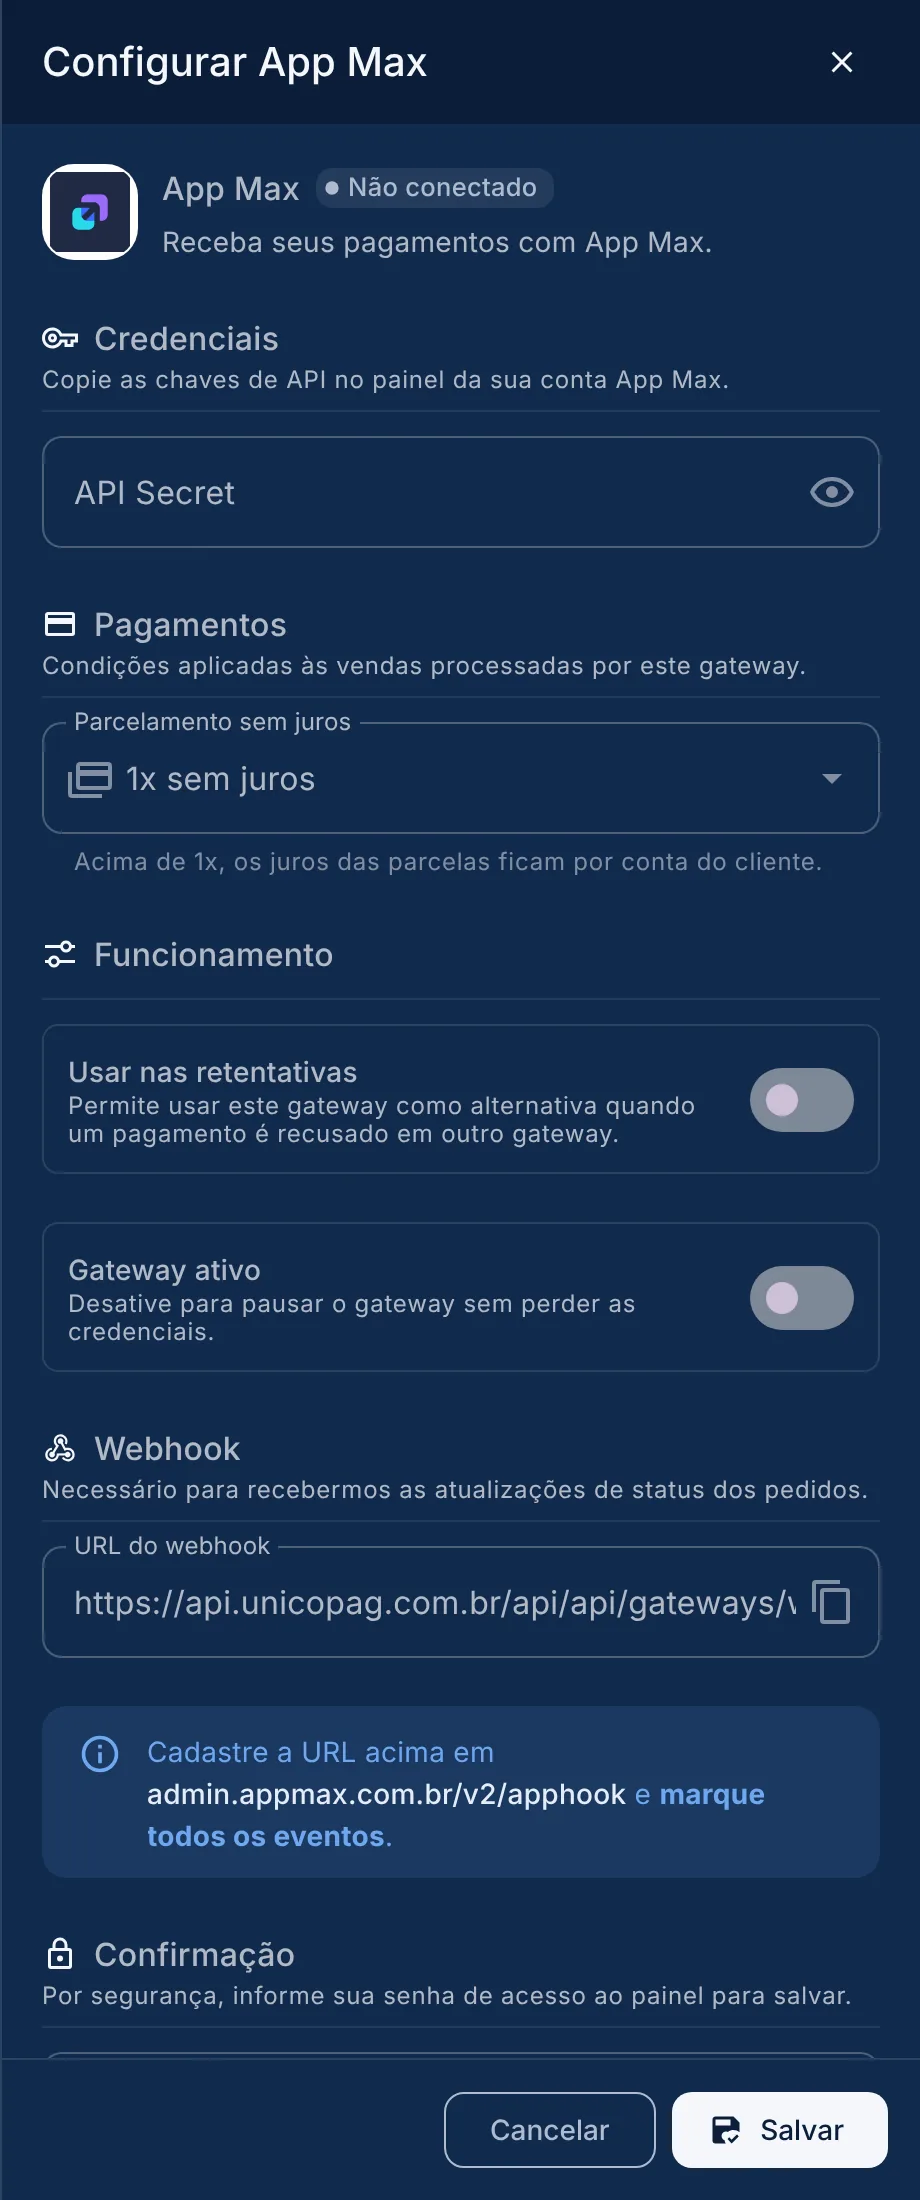 Configurar App Max
App Max
Não conectado
Receba seus pagamentos com App Max.
Credenciais
Copie as chaves de API no painel da sua conta App Max.
API Secret
Pagamentos
Condições aplicadas às vendas processadas por este gateway.
Parcelamento sem juros
1x sem juros
Acima de 1x, os juros das parcelas ficam por conta do cliente.
Funcionamento
Usar nas retentativas
Permite usar este gateway como alternativa quando
um pagamento é recusado em outro gateway.
Gateway ativo
Desative para pausar o gateway sem perder as
credenciais.
Webhook
Necessário para recebermos as atualizações de status dos pedidos.
URL do webhook
https://api.unicopag.com.br/api/api/gateways/
Cadastre a URL acima em
admin.appmax.com.br/v2/apphook e marque
todos os eventos.
Confirmação
Por segurança, informe sua senha de acesso ao painel para salvar.
Cancelar
Salvar